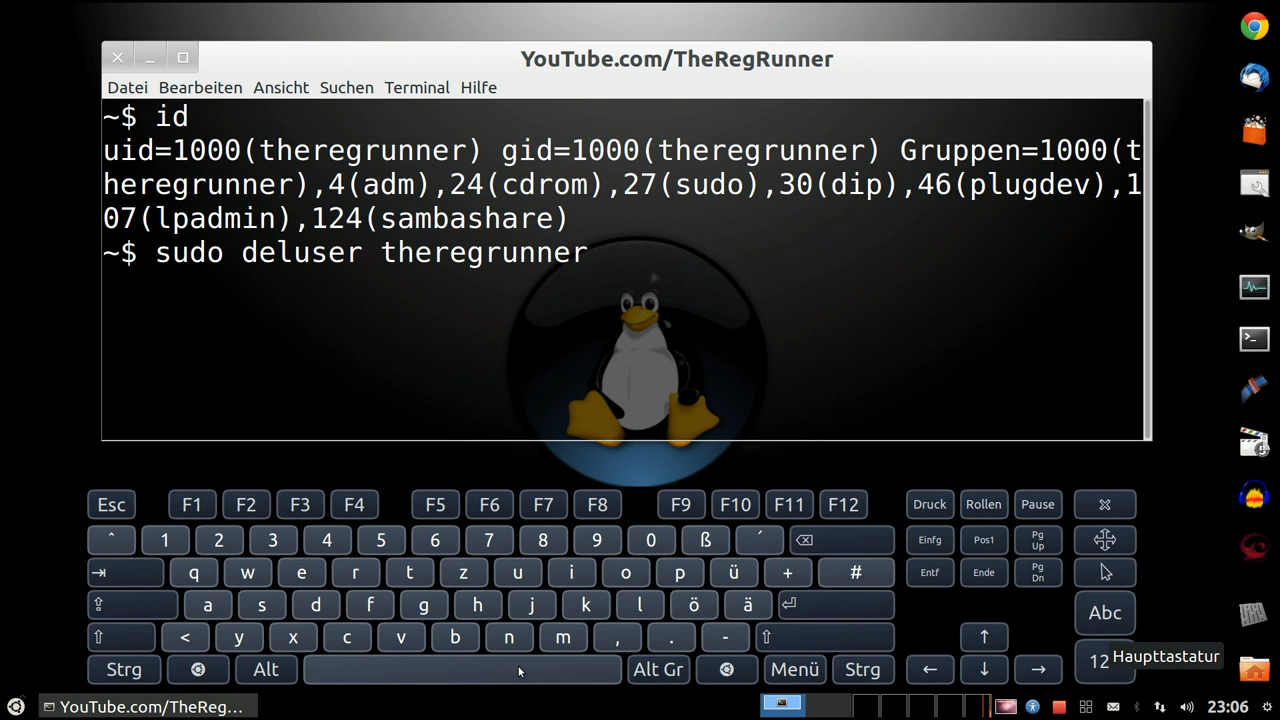 YouTube.com/TheRegRunner
Datei Bearbeiten Ansicht Suchen Terminal Hilfe
~$ id
uid=1000(theregrunner) gid=1000(theregrunner) Gruppen=1000(t
heregrunner),4(adm),24(cdrom),27(sudo),30(dip),46(plugdev),1
07(lpadmin),124(sambashare)
~$ sudo deluser theregrunner
Esc F1 F2 F3 F4 F5 F6 F7 F8 F9 F10 F11 F12 Druck Rollen Pause
^ 1 2 3 4 5 6 7 8 9 0 ß ´ Einfg Pos1 Pg Up
q w e r t z u i o p ü + # Entf Ende Pg Dn
a s d f g h j k l ö ä Abc
< y x c v b n m , . -
Strg Alt Alt Gr Menü Strg 12 Haupttastatur
YouTube.com/TheReg... 23:06